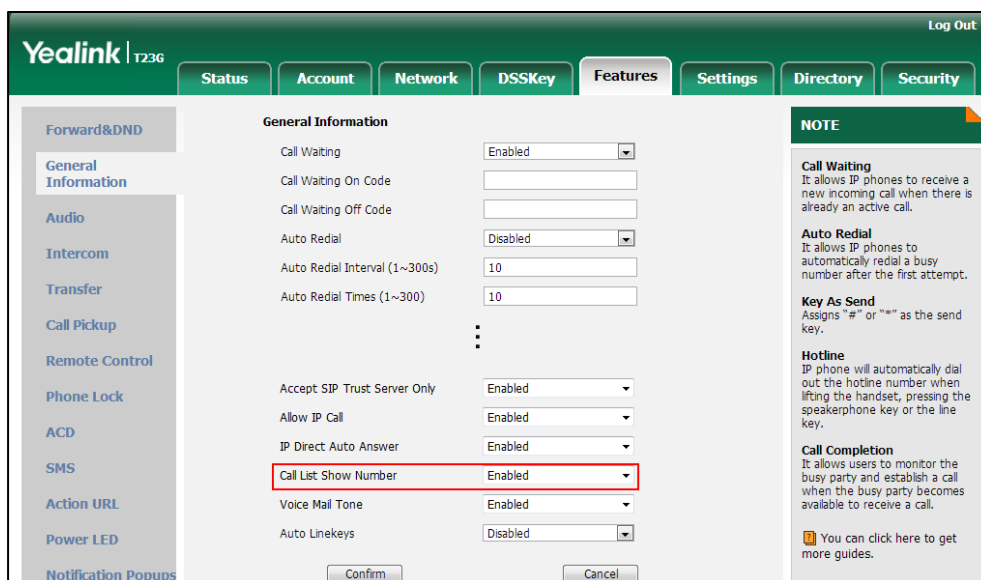 Log Out
Yealink T23G
Status Account Network DSSKey Features Settings Directory Security
Forward&DND
General
Information
Audio
Intercom
Transfer
Call Pickup
Remote Control
Phone Lock
ACD
SMS
Action URL
Power LED
Notification Popups
General Information
Call Waiting Enabled
Call Waiting On Code
Call Waiting Off Code
Auto Redial Disabled
Auto Redial Interval (1~300s) 10
Auto Redial Times (1~300) 10
Accept SIP Trust Server Only Enabled
Allow IP Call Enabled
IP Direct Auto Answer Enabled
Call List Show Number Enabled
Voice Mail Tone Enabled
Auto Linekeys Disabled
Confirm Cancel
NOTE
Call Waiting
It allows IP phones to receive a
new incoming call when there is
already an active call.
Auto Redial
It allows IP phones to
automatically redial a busy
number after the first attempt.
Key As Send
Assigns "#" or "*" as the send
key.
Hotline
IP phone will automatically dial
out the hotline number when
lifting the handset, pressing the
speakerphone key or the line
key.
Call Completion
It allows users to monitor the
busy party and establish a call
when the busy party becomes
available to receive a call.
You can click here to get
more guides.